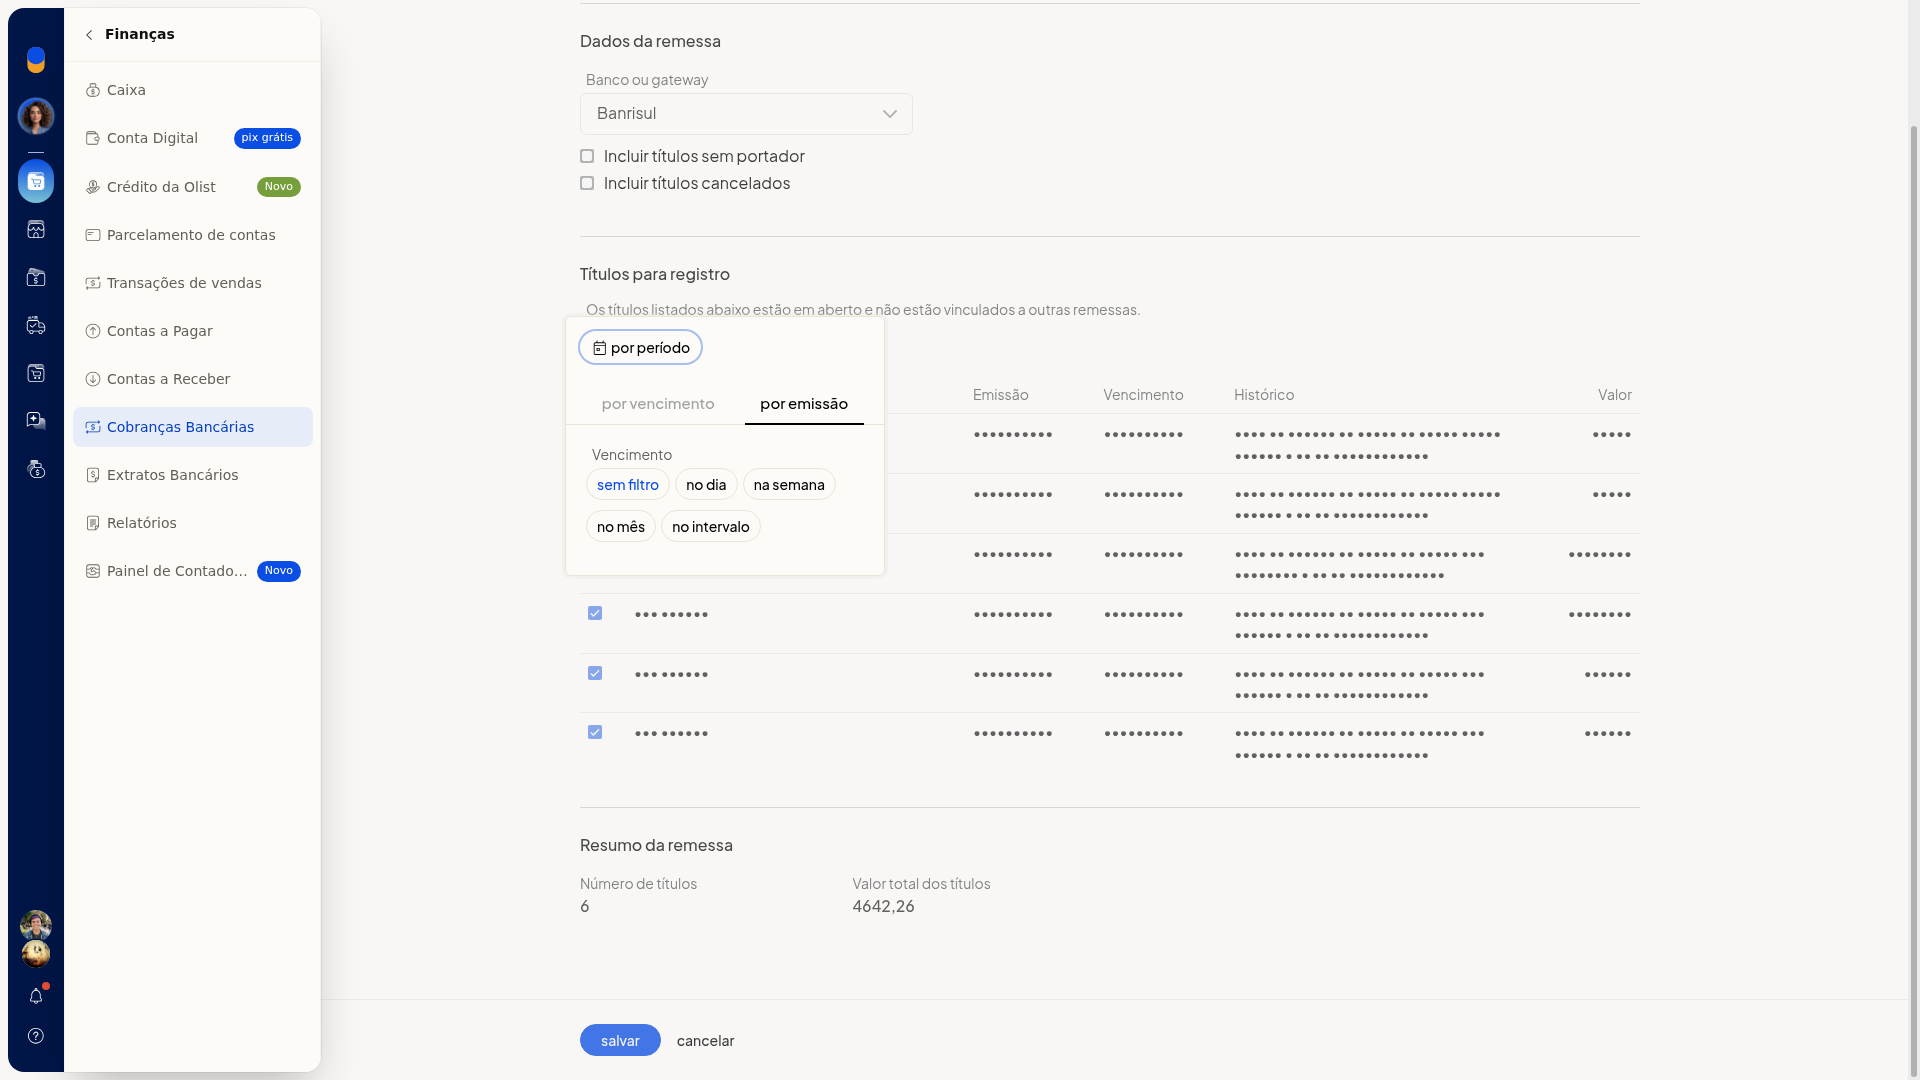 Finanças
Caixa
Conta Digital pix grátis
Crédito da Olist Novo
Parcelamento de contas
Transações de vendas
Contas a Pagar
Contas a Receber
Cobranças Bancárias
Extratos Bancários
Relatórios
Painel de Contado... Novo
Dados da remessa
Banco ou gateway
Banrisul
Incluir títulos sem portador
Incluir títulos cancelados
Títulos para registro
Os títulos listados abaixo estão em aberto e não estão vinculados a outras remessas.
por período
por vencimento por emissão
Vencimento
sem filtro no dia na semana
no mês no intervalo
Emissão Vencimento Histórico Valor
•••••••••• •••••••••• •••• •• •••••• •• ••••• •• ••••• ••••• •••••
•••••• • •• •• ••••••••••••
•••••••••• •••••••••• •••• •• •••••• •• ••••• •• ••••• ••••• •••••
•••••• • •• •• ••••••••••••
•••••••••• •••••••••• •••• •• •••••• •• ••••• •• ••••• ••• ••••••••
•••••••• • •• •• ••••••••••••
••• •••••• •••••••••• •••••••••• •••• •• •••••• •• ••••• •• ••••• ••• ••••••••
•••••• • •• •• ••••••••••••
••• •••••• •••••••••• •••••••••• •••• •• •••••• •• ••••• •• ••••• ••• ••••••
•••••• • •• •• ••••••••••••
••• •••••• •••••••••• •••••••••• •••• •• •••••• •• ••••• •• ••••• ••• ••••••
•••••• • •• •• ••••••••••••
Resumo da remessa
Número de títulos Valor total dos títulos
6 4642,26
salvar cancelar